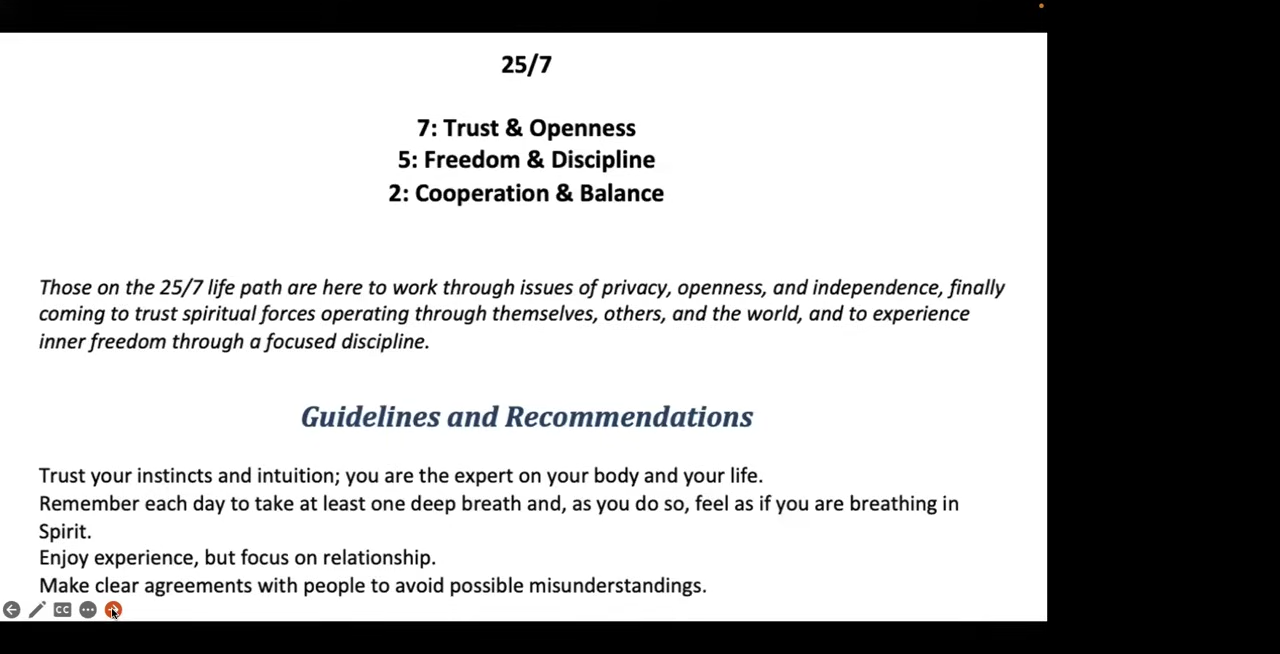 25/7
7: Trust & Openness
5: Freedom & Discipline
2: Cooperation & Balance
Those on the 25/7 life path are here to work through issues of privacy, openness, and independence, finally
coming to trust spiritual forces operating through themselves, others, and the world, and to experience
inner freedom through a focused discipline.
Guidelines and Recommendations
Trust your instincts and intuition; you are the expert on your body and your life.
Remember each day to take at least one deep breath and, as you do so, feel as if you are breathing in
Spirit.
Enjoy experience, but focus on relationship.
Make clear agreements with people to avoid possible misunderstandings.
CC